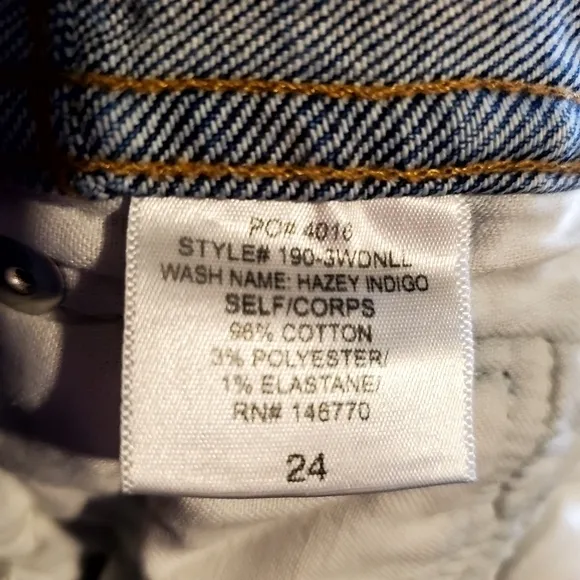 PO# 4016
STYLE# 190-3WDNLL
WASH NAME: HAZEY INDIGO
SELF/CORPS
96% COTTON
3% POLYESTER/
1% ELASTANE/
RN# 146770
24